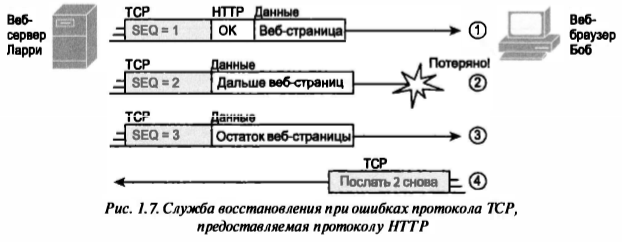 Веб-
сервер
Ларри
TCP HTTP Данные
SEQ = 1 OK Веб-страница
1
Веб-
браузер
Боб
TCP Данные
SEQ = 2 Дальше веб-страниц
Потеряно!
2
TCP Данные
SEQ = 3 Остаток веб-страницы
3
TCP
Послать 2 снова
4
Рис. 1.7. Служба восстановления при ошибках протокола TCP,
предоставляемая протоколу HTTP